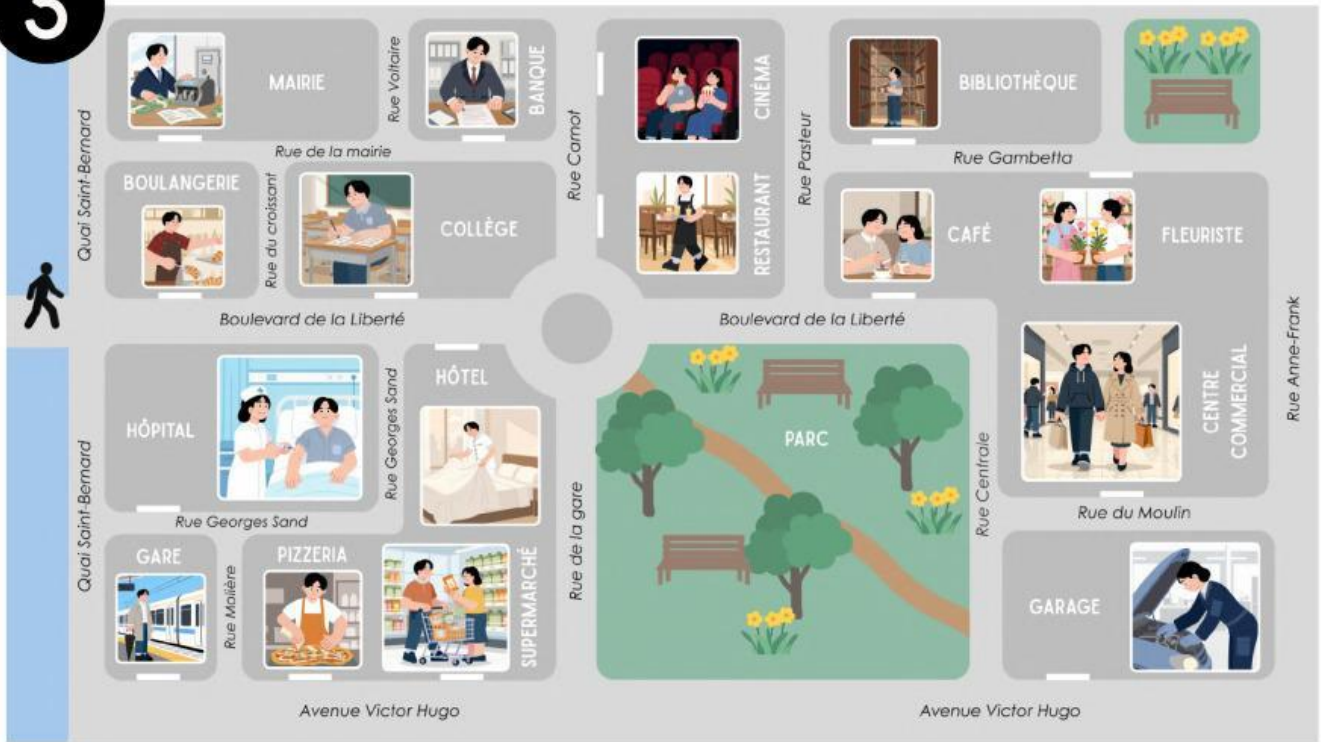 3
MAIRIE
Rue Voltaire
BANQUE
Rue de la mairie
Quai Saint-Bernard
BOULANGERIE
Rue du croissant
COLLÈGE
Rue Carnot
CINÉMA
RESTAURANT
Rue Pasteur
BIBLIOTHÈQUE
Rue Gambetta
CAFÉ
FLEURISTE
Boulevard de la Liberté
Boulevard de la Liberté
CENTRE
COMMERCIAL
Rue Anne-Frank
HÔPITAL
Rue Georges Sand
HÔTEL
PARC
Rue Centrale
Quai Saint-Bernard
Rue Georges Sand
Rue de la gare
Rue du Moulin
GARE
Rue Molière
PIZZERIA
SUPERMARCHÉ
GARAGE
Avenue Victor Hugo
Avenue Victor Hugo